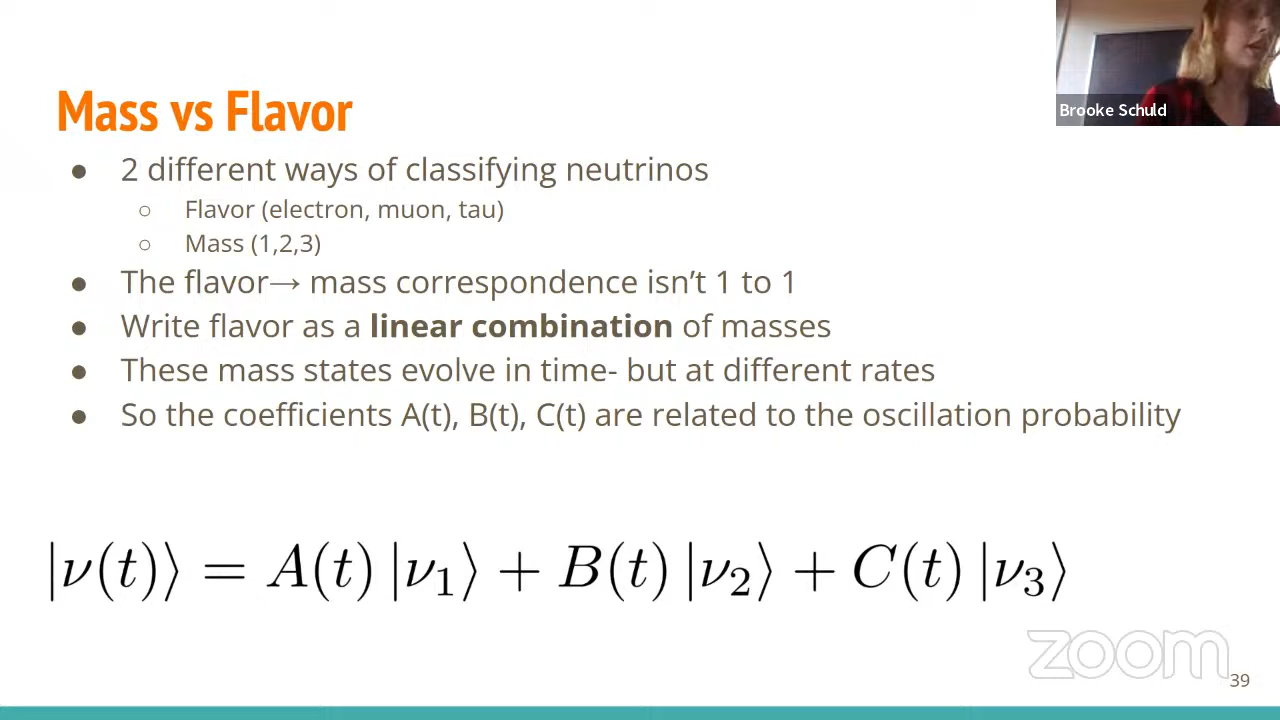 Brooke Schuld
Mass vs Flavor
● 2 different ways of classifying neutrinos
○ Flavor (electron, muon, tau)
○ Mass (1,2,3)
● The flavor→ mass correspondence isn’t 1 to 1
● Write flavor as a linear combination of masses
● These mass states evolve in time- but at different rates
● So the coefficients A(t), B(t), C(t) are related to the oscillation probability
|ν(t)⟩ = A(t) |ν₁⟩ + B(t) |ν₂⟩ + C(t) |ν₃⟩
zoom
39